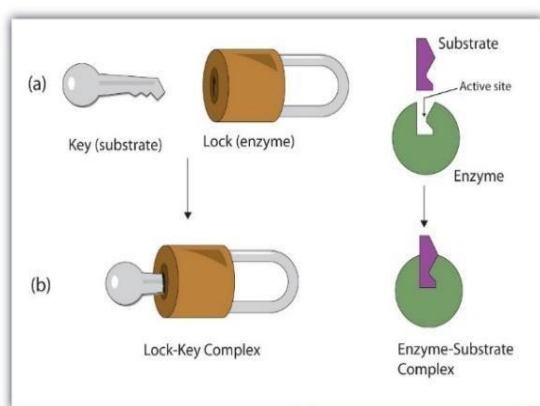 Substrate
(a)
Active site
Key (substrate)
Lock (enzyme)
Enzyme
(b)
Lock-Key Complex
Enzyme-Substrate
Complex